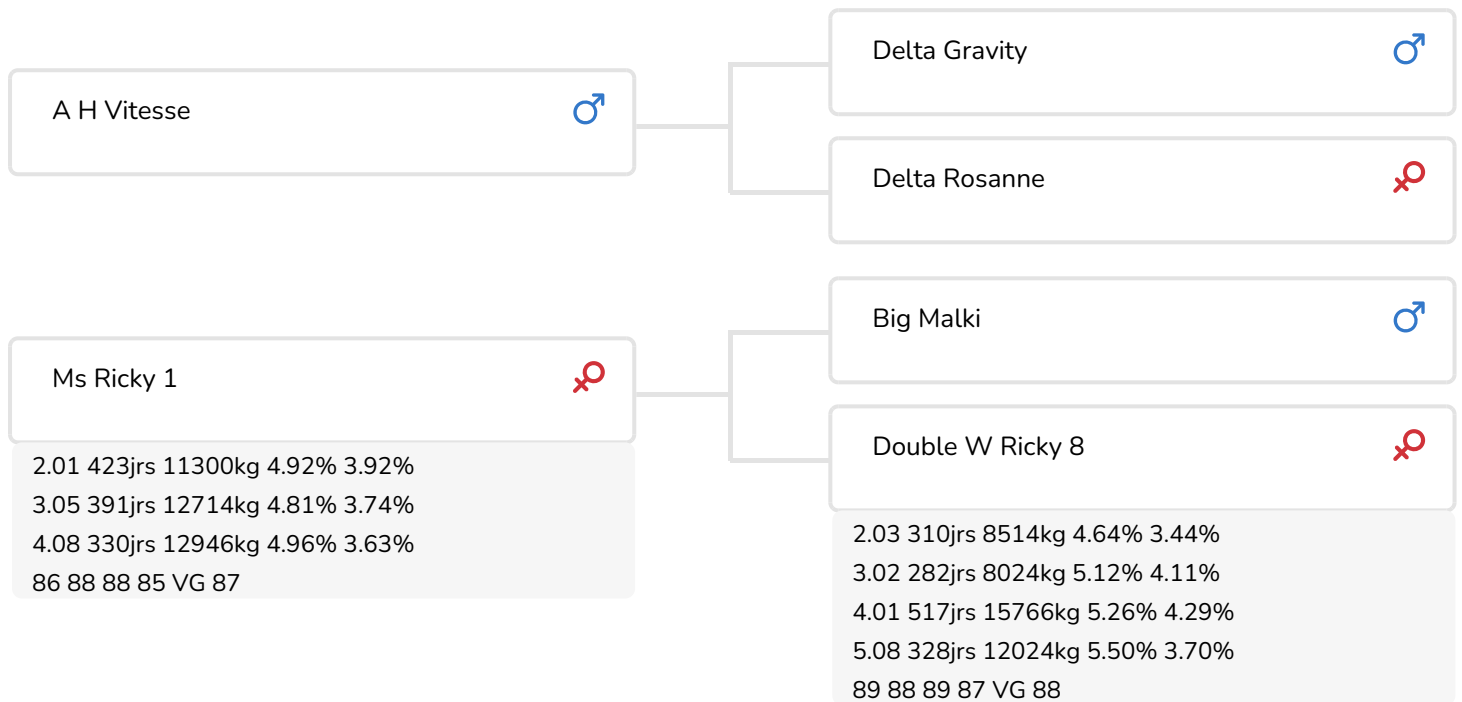 A H Vitesse
Delta Gravity
Delta Rosanne
Ms Ricky 1
2.01 423jrs 11300kg 4.92% 3.92%
3.05 391jrs 12714kg 4.81% 3.74%
4.08 330jrs 12946kg 4.96% 3.63%
86 88 88 85 VG 87
Big Malki
Double W Ricky 8
2.03 310jrs 8514kg 4.64% 3.44%
3.02 282jrs 8024kg 5.12% 4.11%
4.01 517jrs 15766kg 5.26% 4.29%
5.08 328jrs 12024kg 5.50% 3.70%
89 88 89 87 VG 88